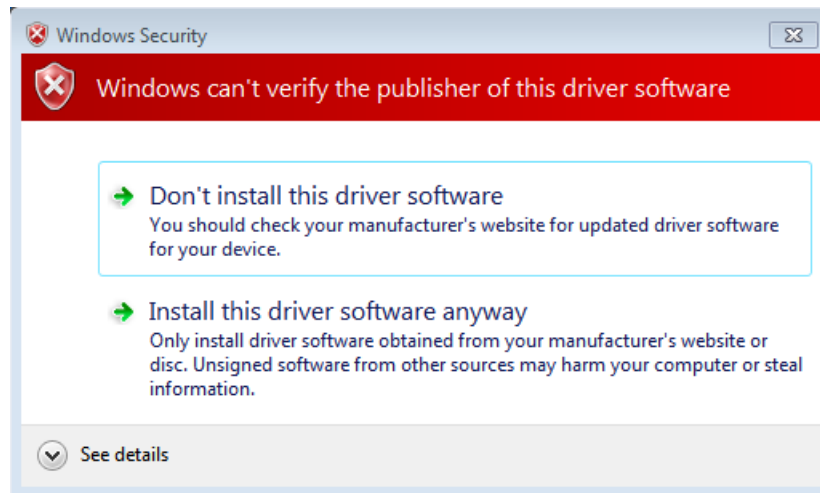 Windows Security
Windows can't verify the publisher of this driver software
Don't install this driver software
You should check your manufacturer's website for updated driver software
for your device.
Install this driver software anyway
Only install driver software obtained from your manufacturer's website or
disc. Unsigned software from other sources may harm your computer or steal
information.
See details